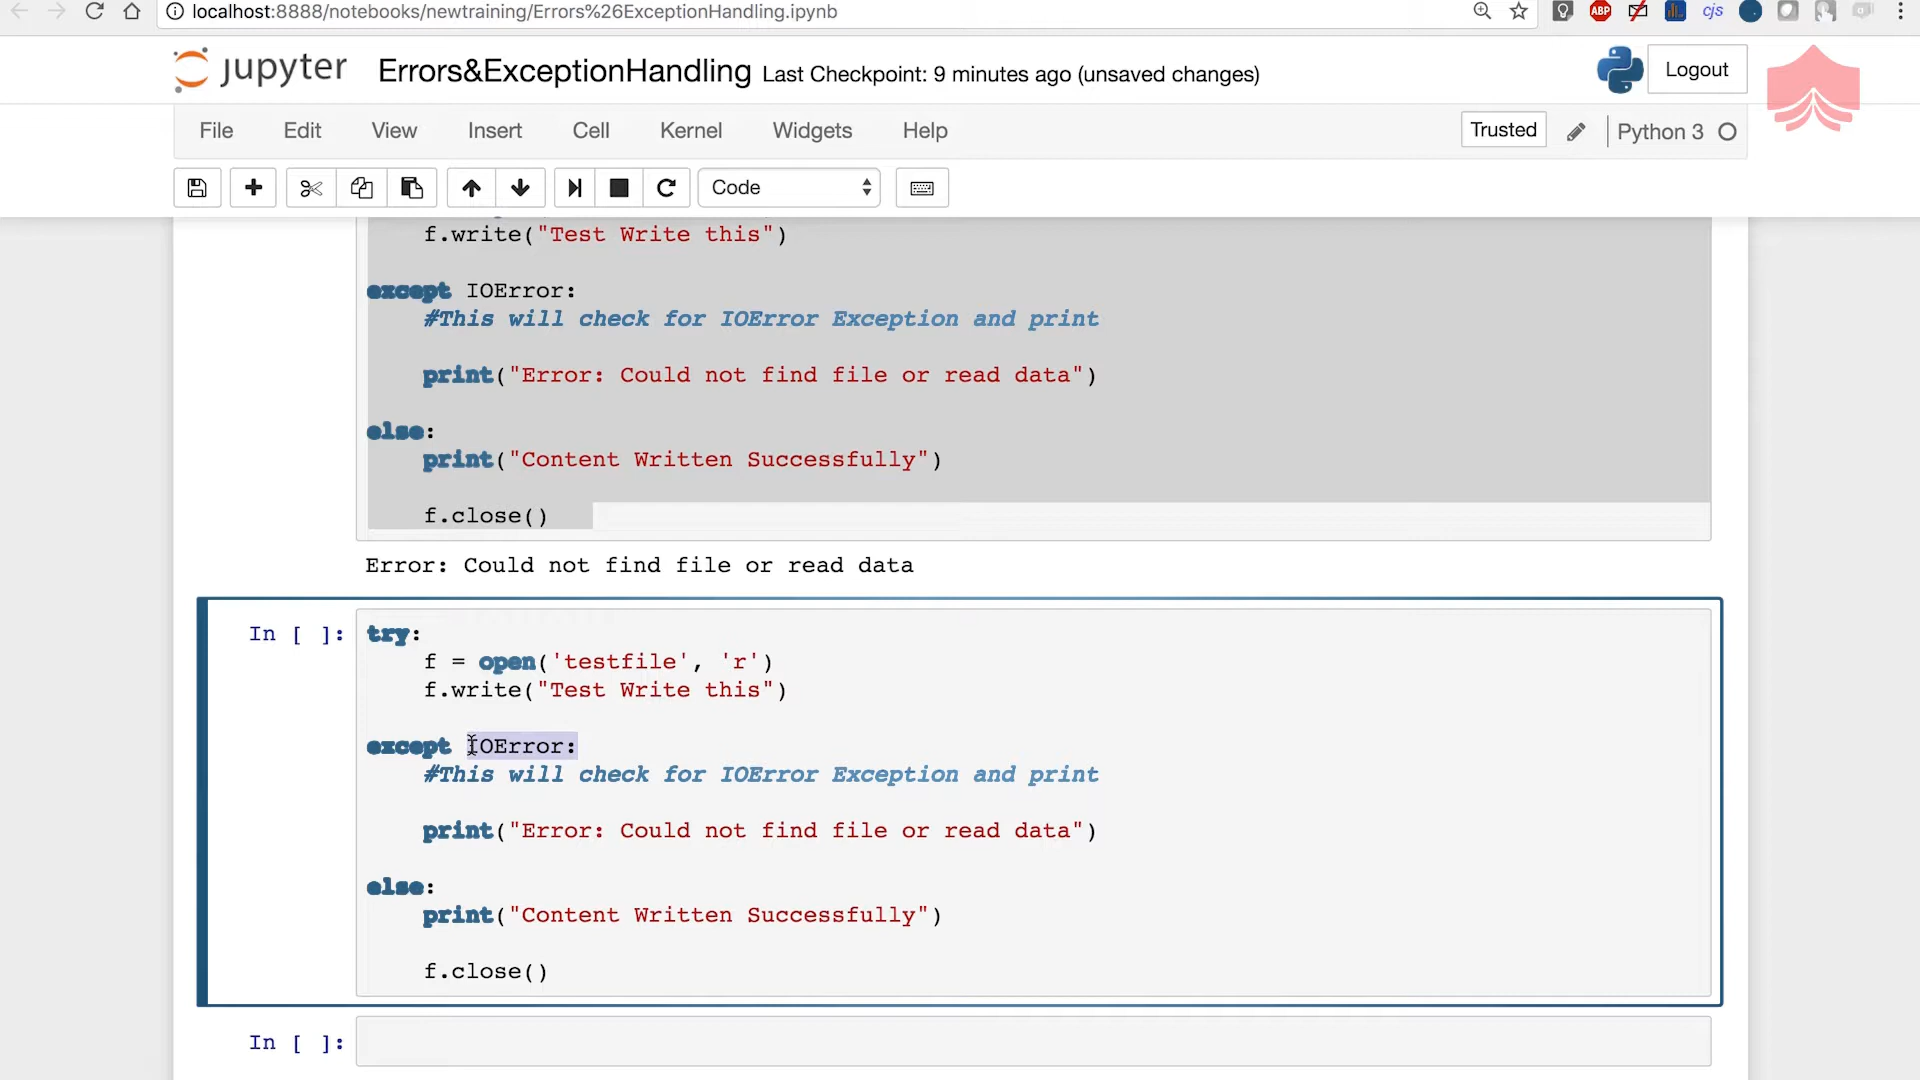 localhost:8888/notebooks/newtraining/Errors%26ExceptionHandling.ipynb
ABP
cjs
jupyter Errors&ExceptionHandling Last Checkpoint: 9 minutes ago (unsaved changes)
Logout
File Edit View Insert Cell Kernel Widgets Help
Trusted
Python 3
Code
f.write("Test Write this")
except IOError:
#This will check for IOError Exception and print
print("Error: Could not find file or read data")
else:
print("Content Written Successfully")
f.close()
Error: Could not find file or read data
In [ ]:
try:
f = open('testfile', 'r')
f.write("Test Write this")
except IOError:
#This will check for IOError Exception and print
print("Error: Could not find file or read data")
else:
print("Content Written Successfully")
f.close()
In [ ]: